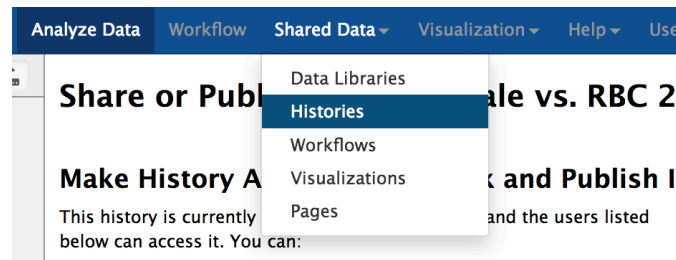 Analyze Data Workflow Shared Data Visualization Help Use
Data Libraries
Histories
Workflows
Visualizations
Pages
Share or Publ ale vs. RBC 2
Make History A k and Publish I
This history is currently and the users listed
below can access it. You can: